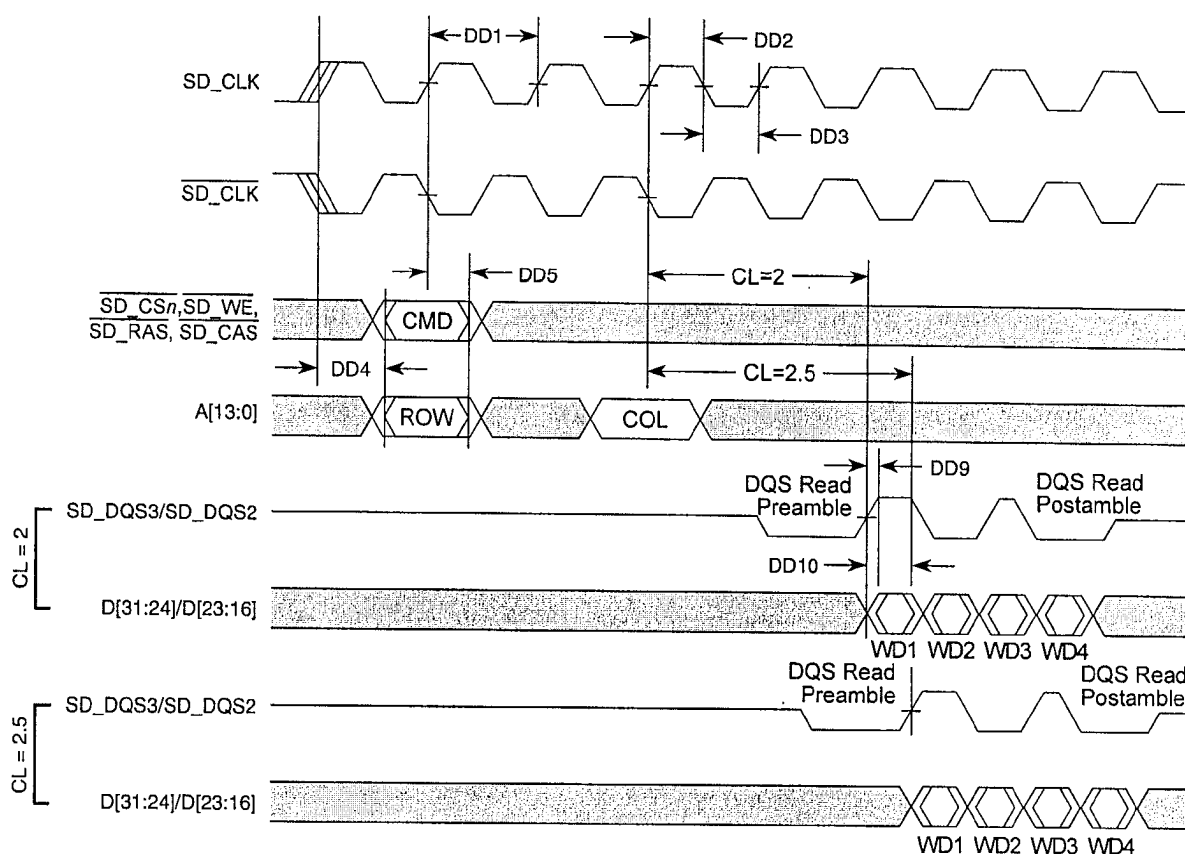 DD1
DD2
SD_CLK
DD3
SD_CLK
DD5
CL=2
SD_CSn,SD_WE,
SD_RAS, SD_CAS
CMD
DD4
CL=2.5
A[13:0]
ROW
COL
DD9
DQS Read
Preamble
DQS Read
Postamble
SD_DQS3/SD_DQS2
CL = 2
DD10
D[31:24]/D[23:16]
WD1 WD2 WD3 WD4
DQS Read
Preamble
DQS Read
Postamble
SD_DQS3/SD_DQS2
CL = 2.5
D[31:24]/D[23:16]
WD1 WD2 WD3 WD4